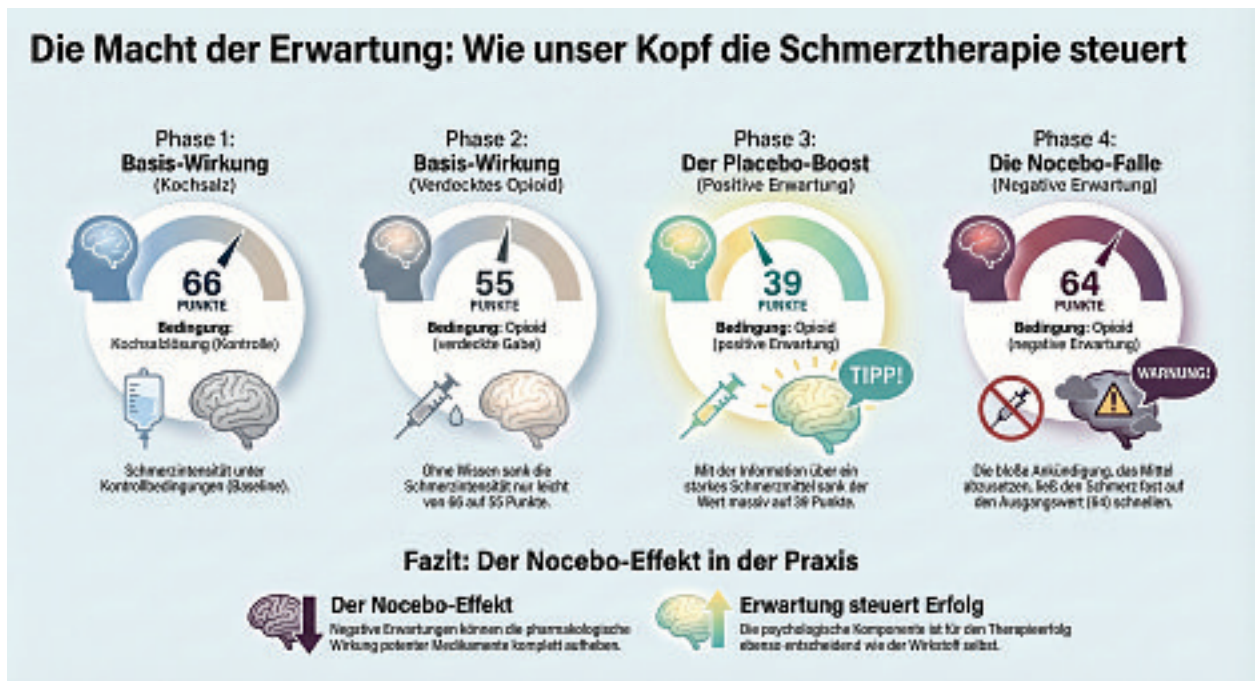 Die Macht der Erwartung: Wie unser Kopf die Schmerztherapie steuert
Phase 1:
Basis-Wirkung
(Kochsalz)
66
PUNKTE
Bedingung:
Kochsalzlösung (Kontrolle)
Schmerzintensität unter
Kontrollbedingungen (Baseline).
Phase 2:
Basis-Wirkung
(Verdecktes Opioid)
55
PUNKTE
Bedingung: Opioid
(verdeckte Gabe)
Ohne Wissen sank die
Schmerzintensität nur leicht
von 66 auf 55 Punkte.
Phase 3:
Der Placebo-Boost
(Positive Erwartung)
39
PUNKTE
Bedingung: Opioid
(positive Erwartung)
TIPP!
Mit der Information über ein
starkes Schmerzmittel sank der
Wert massiv auf 39 Punkte.
Phase 4:
Die Nocebo-Falle
(Negative Erwartung)
64
PUNKTE
Bedingung: Opioid
(negative Erwartung)
WARNUNG!
Die bloße Ankündigung, das Mittel
abzusetzen, ließ den Schmerz fast auf
den Ausgangswert (64) schnellen.
Fazit: Der Nocebo-Effekt in der Praxis
Der Nocebo-Effekt
Negative Erwartungen können die pharmakologische
Wirkung potenter Medikamente komplett aufheben.
Erwartung steuert Erfolg
Die psychologische Komponente ist für den Therapieerfolg
ebenso entscheidend wie der Wirkstoff selbst.